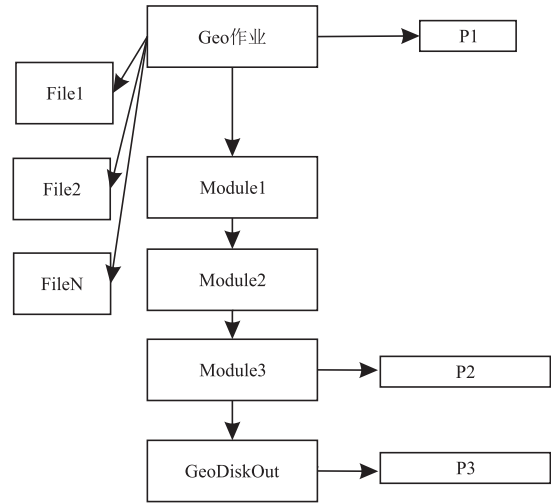 Geo作业
P1
File1
File2
Module1
Module2
FileN
Module3
P2
GeoDiskOut
P3